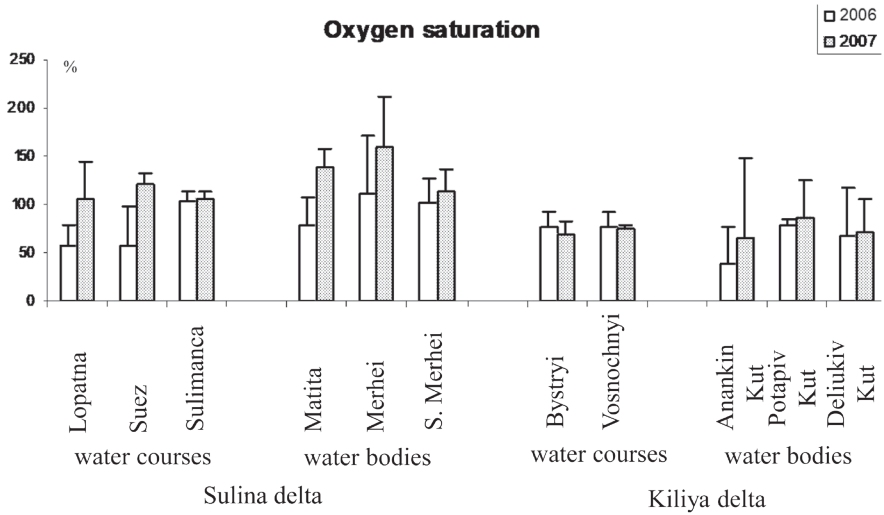 Oxygen saturation
2006
2007
%
250
200
150
100
50
0
Lopatna
Suez
Sulimanca
Matita
Merhei
S. Merhei
Bystryi
Vosnochnyi
Anankin
Kut
Potapiv
Kut
Deliukiv
Kut
water courses
water bodies
water courses
water bodies
Sulina delta
Kiliya delta